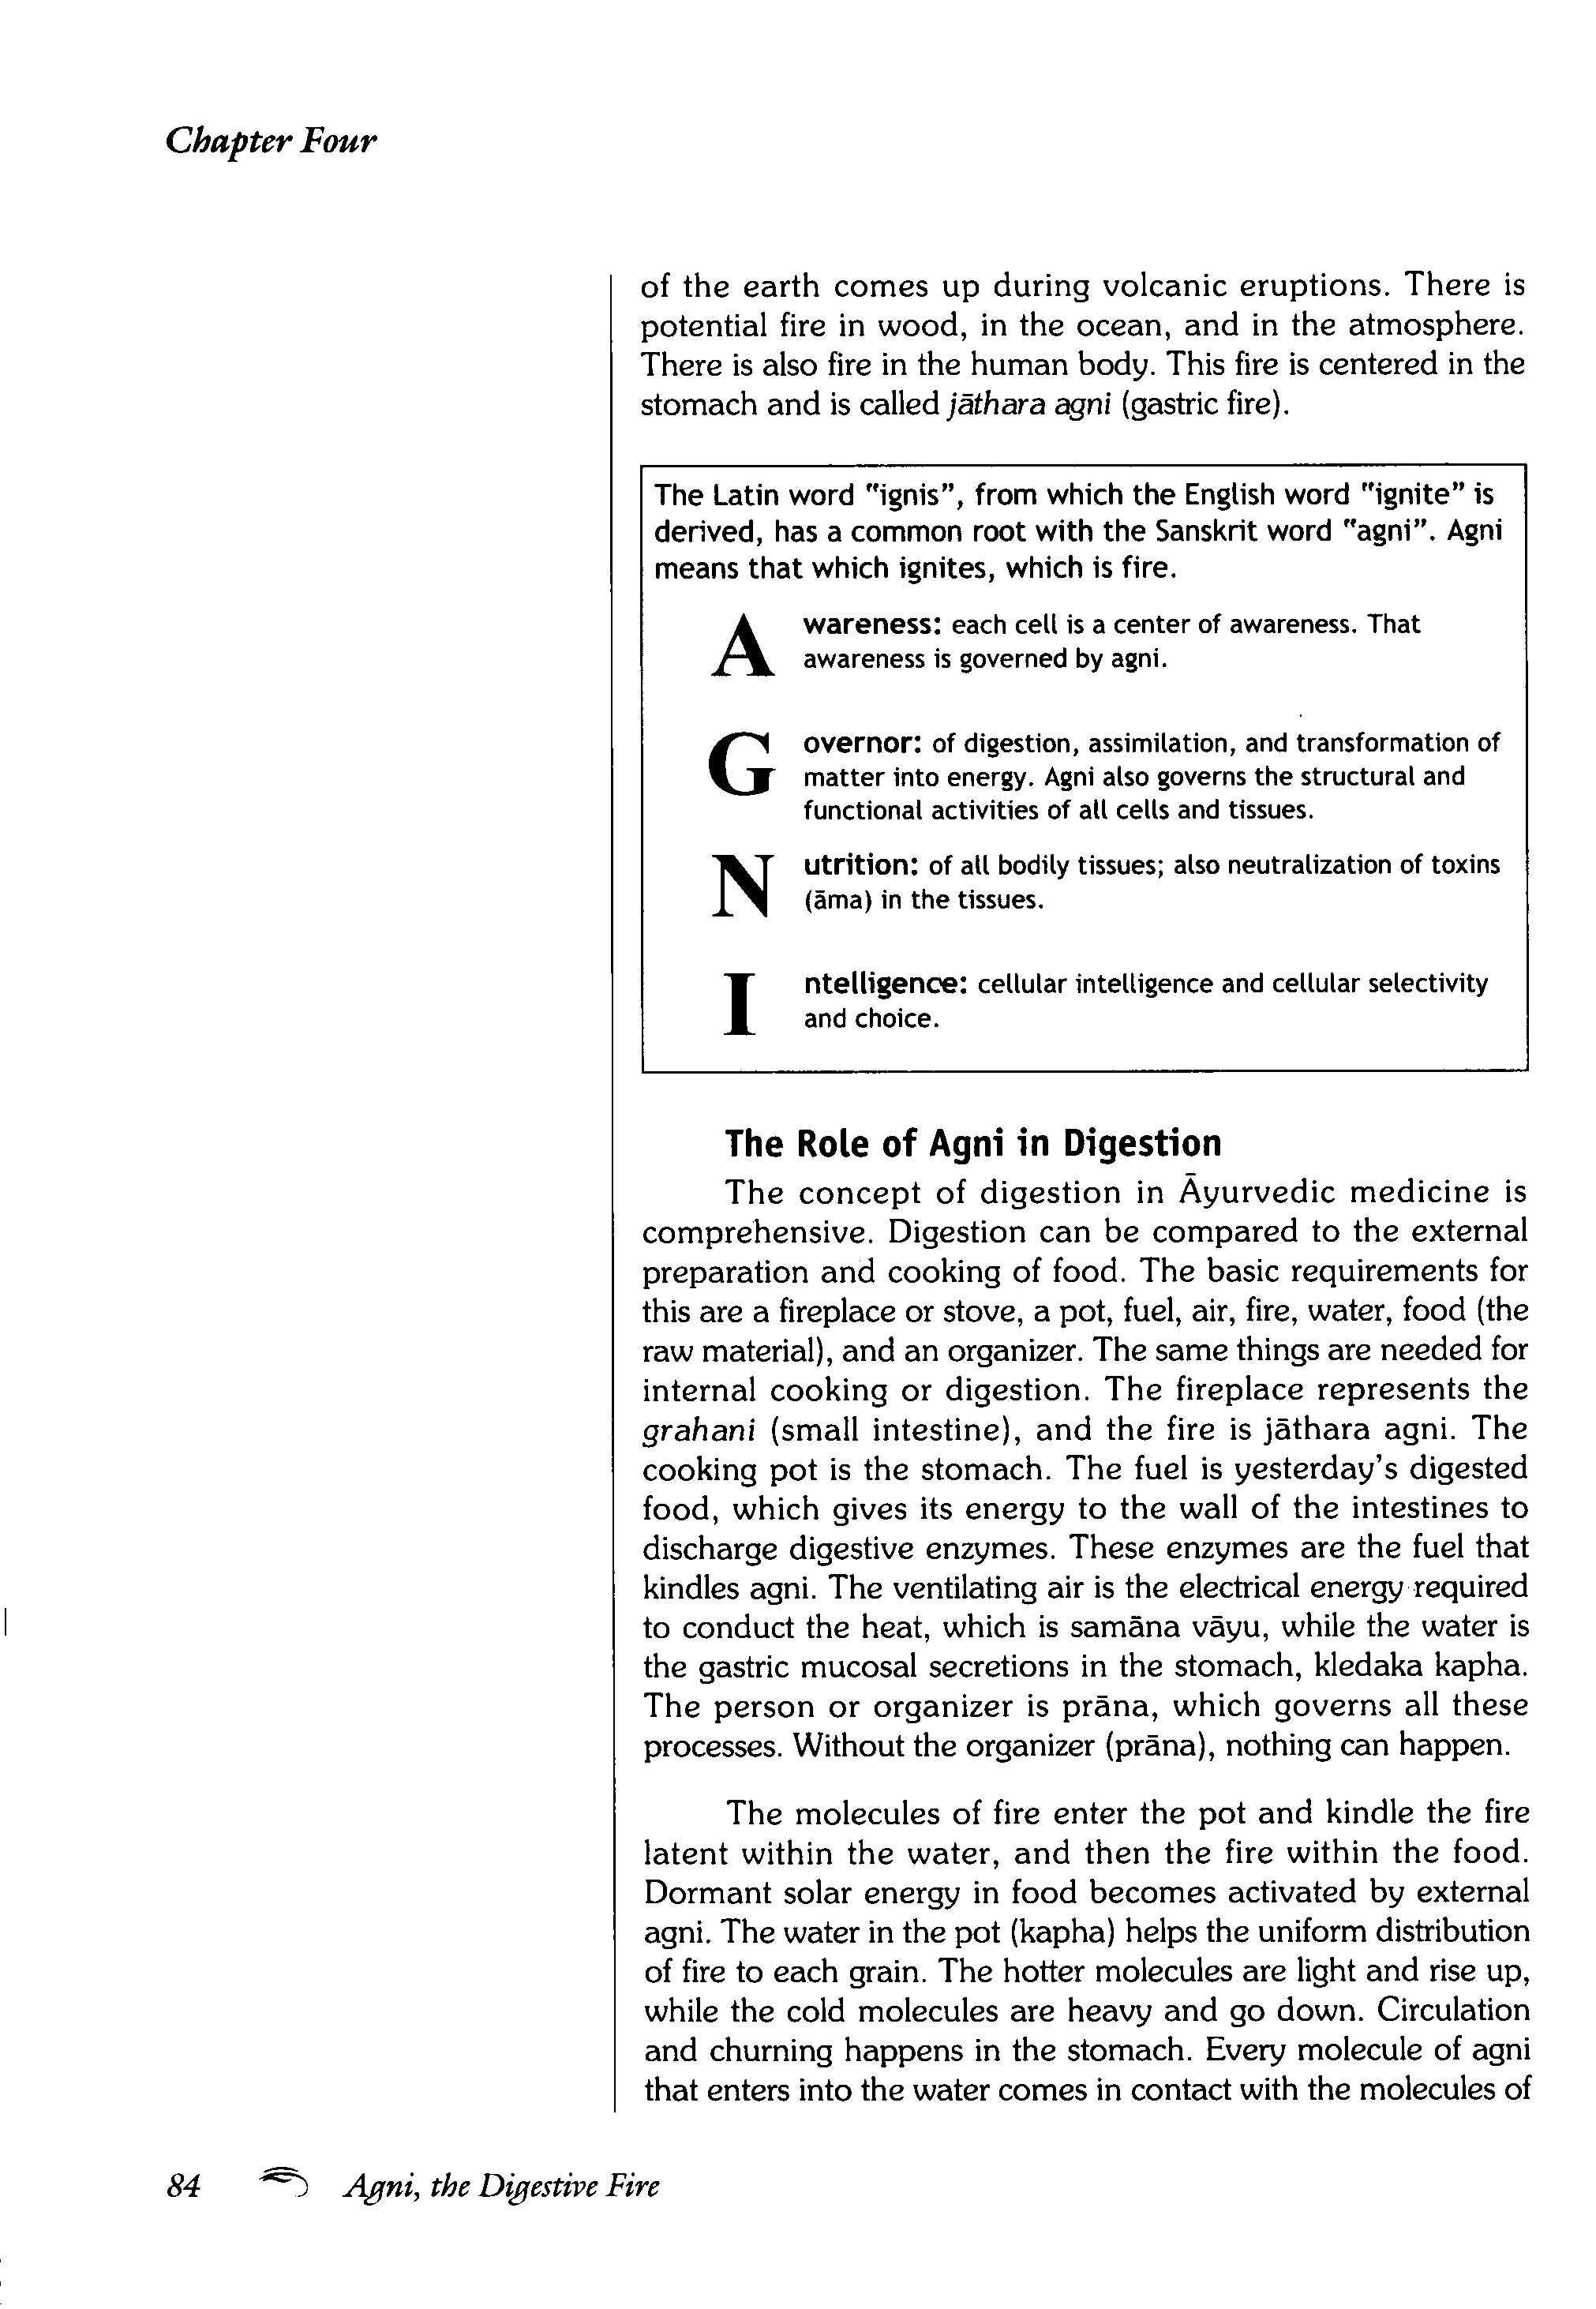 Chapter Four
of the earth comes up during volcanic eruptions. There is
potential fire in wood, in the ocean, and in the atmosphere.
There is also fire in the human body. This fire is centered in the
stomach and is called jāthara agni (gastric fire).
The Latin word "ignis", from which the English word "ignite" is
derived, has a common root with the Sanskrit word "agni". Agni
means that which ignites, which is fire.
Awareness: each cell is a center of awareness. That
awareness is governed by agni.
Governor: of digestion, assimilation, and transformation of
matter into energy. Agni also governs the structural and
functional activities of all cells and tissues.
Nutrition: of all bodily tissues; also neutralization of toxins
(āma) in the tissues.
Intelligence: cellular intelligence and cellular selectivity
and choice.
The Role of Agni in Digestion
The concept of digestion in Āyurvedic medicine is
comprehensive. Digestion can be compared to the external
preparation and cooking of food. The basic requirements for
this are a fireplace or stove, a pot, fuel, air, fire, water, food (the
raw material), and an organizer. The same things are needed for
internal cooking or digestion. The fireplace represents the
grahani (small intestine), and the fire is jāthara agni. The
cooking pot is the stomach. The fuel is yesterday's digested
food, which gives its energy to the wall of the intestines to
discharge digestive enzymes. These enzymes are the fuel that
kindles agni. The ventilating air is the electrical energy required
to conduct the heat, which is samāna vāyu, while the water is
the gastric mucosal secretions in the stomach, kledaka kapha.
The person or organizer is prāna, which governs all these
processes. Without the organizer (prāna), nothing can happen.
The molecules of fire enter the pot and kindle the fire
latent within the water, and then the fire within the food.
Dormant solar energy in food becomes activated by external
agni. The water in the pot (kapha) helps the uniform distribution
of fire to each grain. The hotter molecules are light and rise up,
while the cold molecules are heavy and go down. Circulation
and churning happens in the stomach. Every molecule of agni
that enters into the water comes in contact with the molecules of
84 Agni, the Digestive Fire